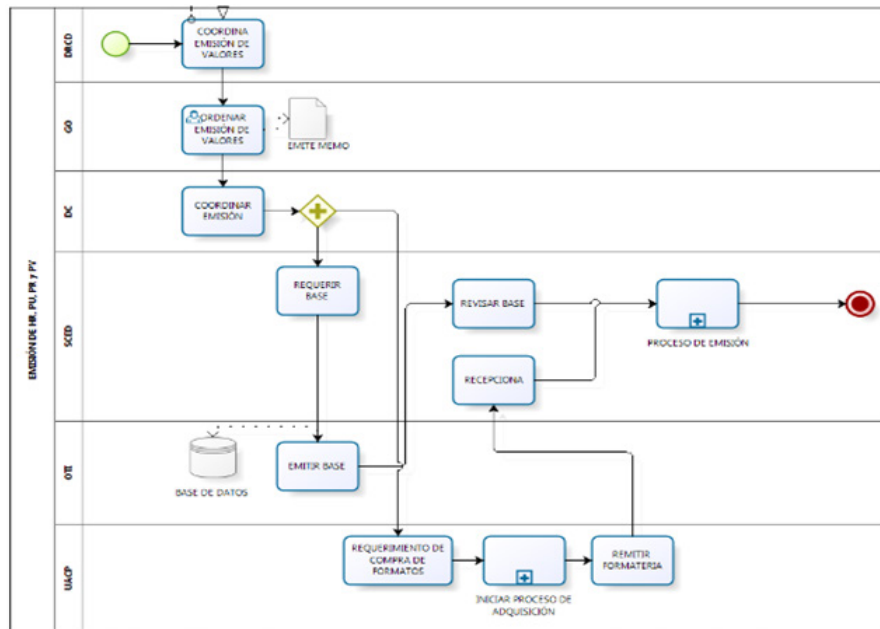 EMISIÓN DE HR, PU, PR y PV
DRCD
COORDINA
EMISIÓN DE
VALORES
GO
ORDENAR
EMISIÓN DE
VALORES
EMITE MEMO
DC
COORDINAR
EMISIÓN
SCED
REQUERIR
BASE
REVISAR BASE
PROCESO DE EMISIÓN
RECEPCIONA
OTI
BASE DE DATOS
EMITIR BASE
UACP
REQUERIMIENTO DE
COMPRA DE
FORMATOS
INICIAR PROCESO DE
ADQUISICIÓN
REMITIR
FORMATERIA